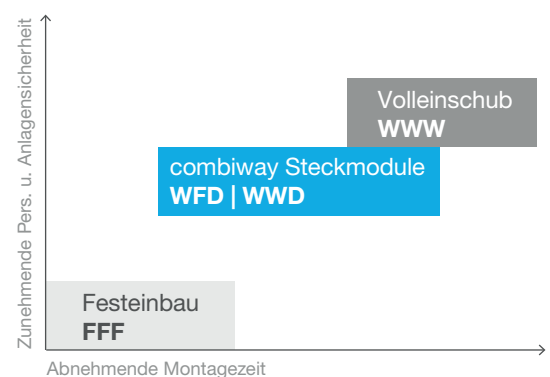 Zunehmende Pers. u. Anlagensicherheit
Volleinschub
WWW
combiway Steckmodule
WFD | WWD
Festeinbau
FFF
Abnehmende Montagezeit